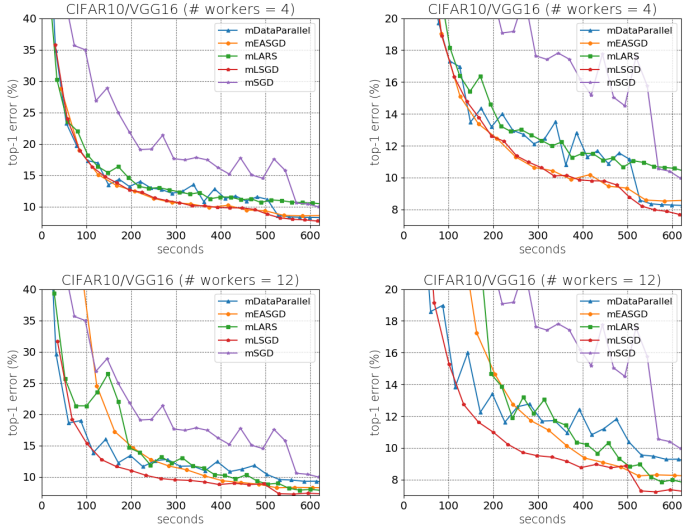 CIFAR10/VGG16 (# workers = 4)
40
35
30
25
20
15
10
top-1 error (%)
0 100 200 300 400 500 600
seconds
mDataParallel
mEASGD
mLARS
mLSGD
mSGD
CIFAR10/VGG16 (# workers = 4)
20
18
16
14
12
10
8
top-1 error (%)
0 100 200 300 400 500 600
seconds
mDataParallel
mEASGD
mLARS
mLSGD
mSGD
CIFAR10/VGG16 (# workers = 12)
40
35
30
25
20
15
10
top-1 error (%)
0 100 200 300 400 500 600
seconds
mDataParallel
mEASGD
mLARS
mLSGD
mSGD
CIFAR10/VGG16 (# workers = 12)
20
18
16
14
12
10
8
top-1 error (%)
0 100 200 300 400 500 600
seconds
mDataParallel
mEASGD
mLARS
mLSGD
mSGD